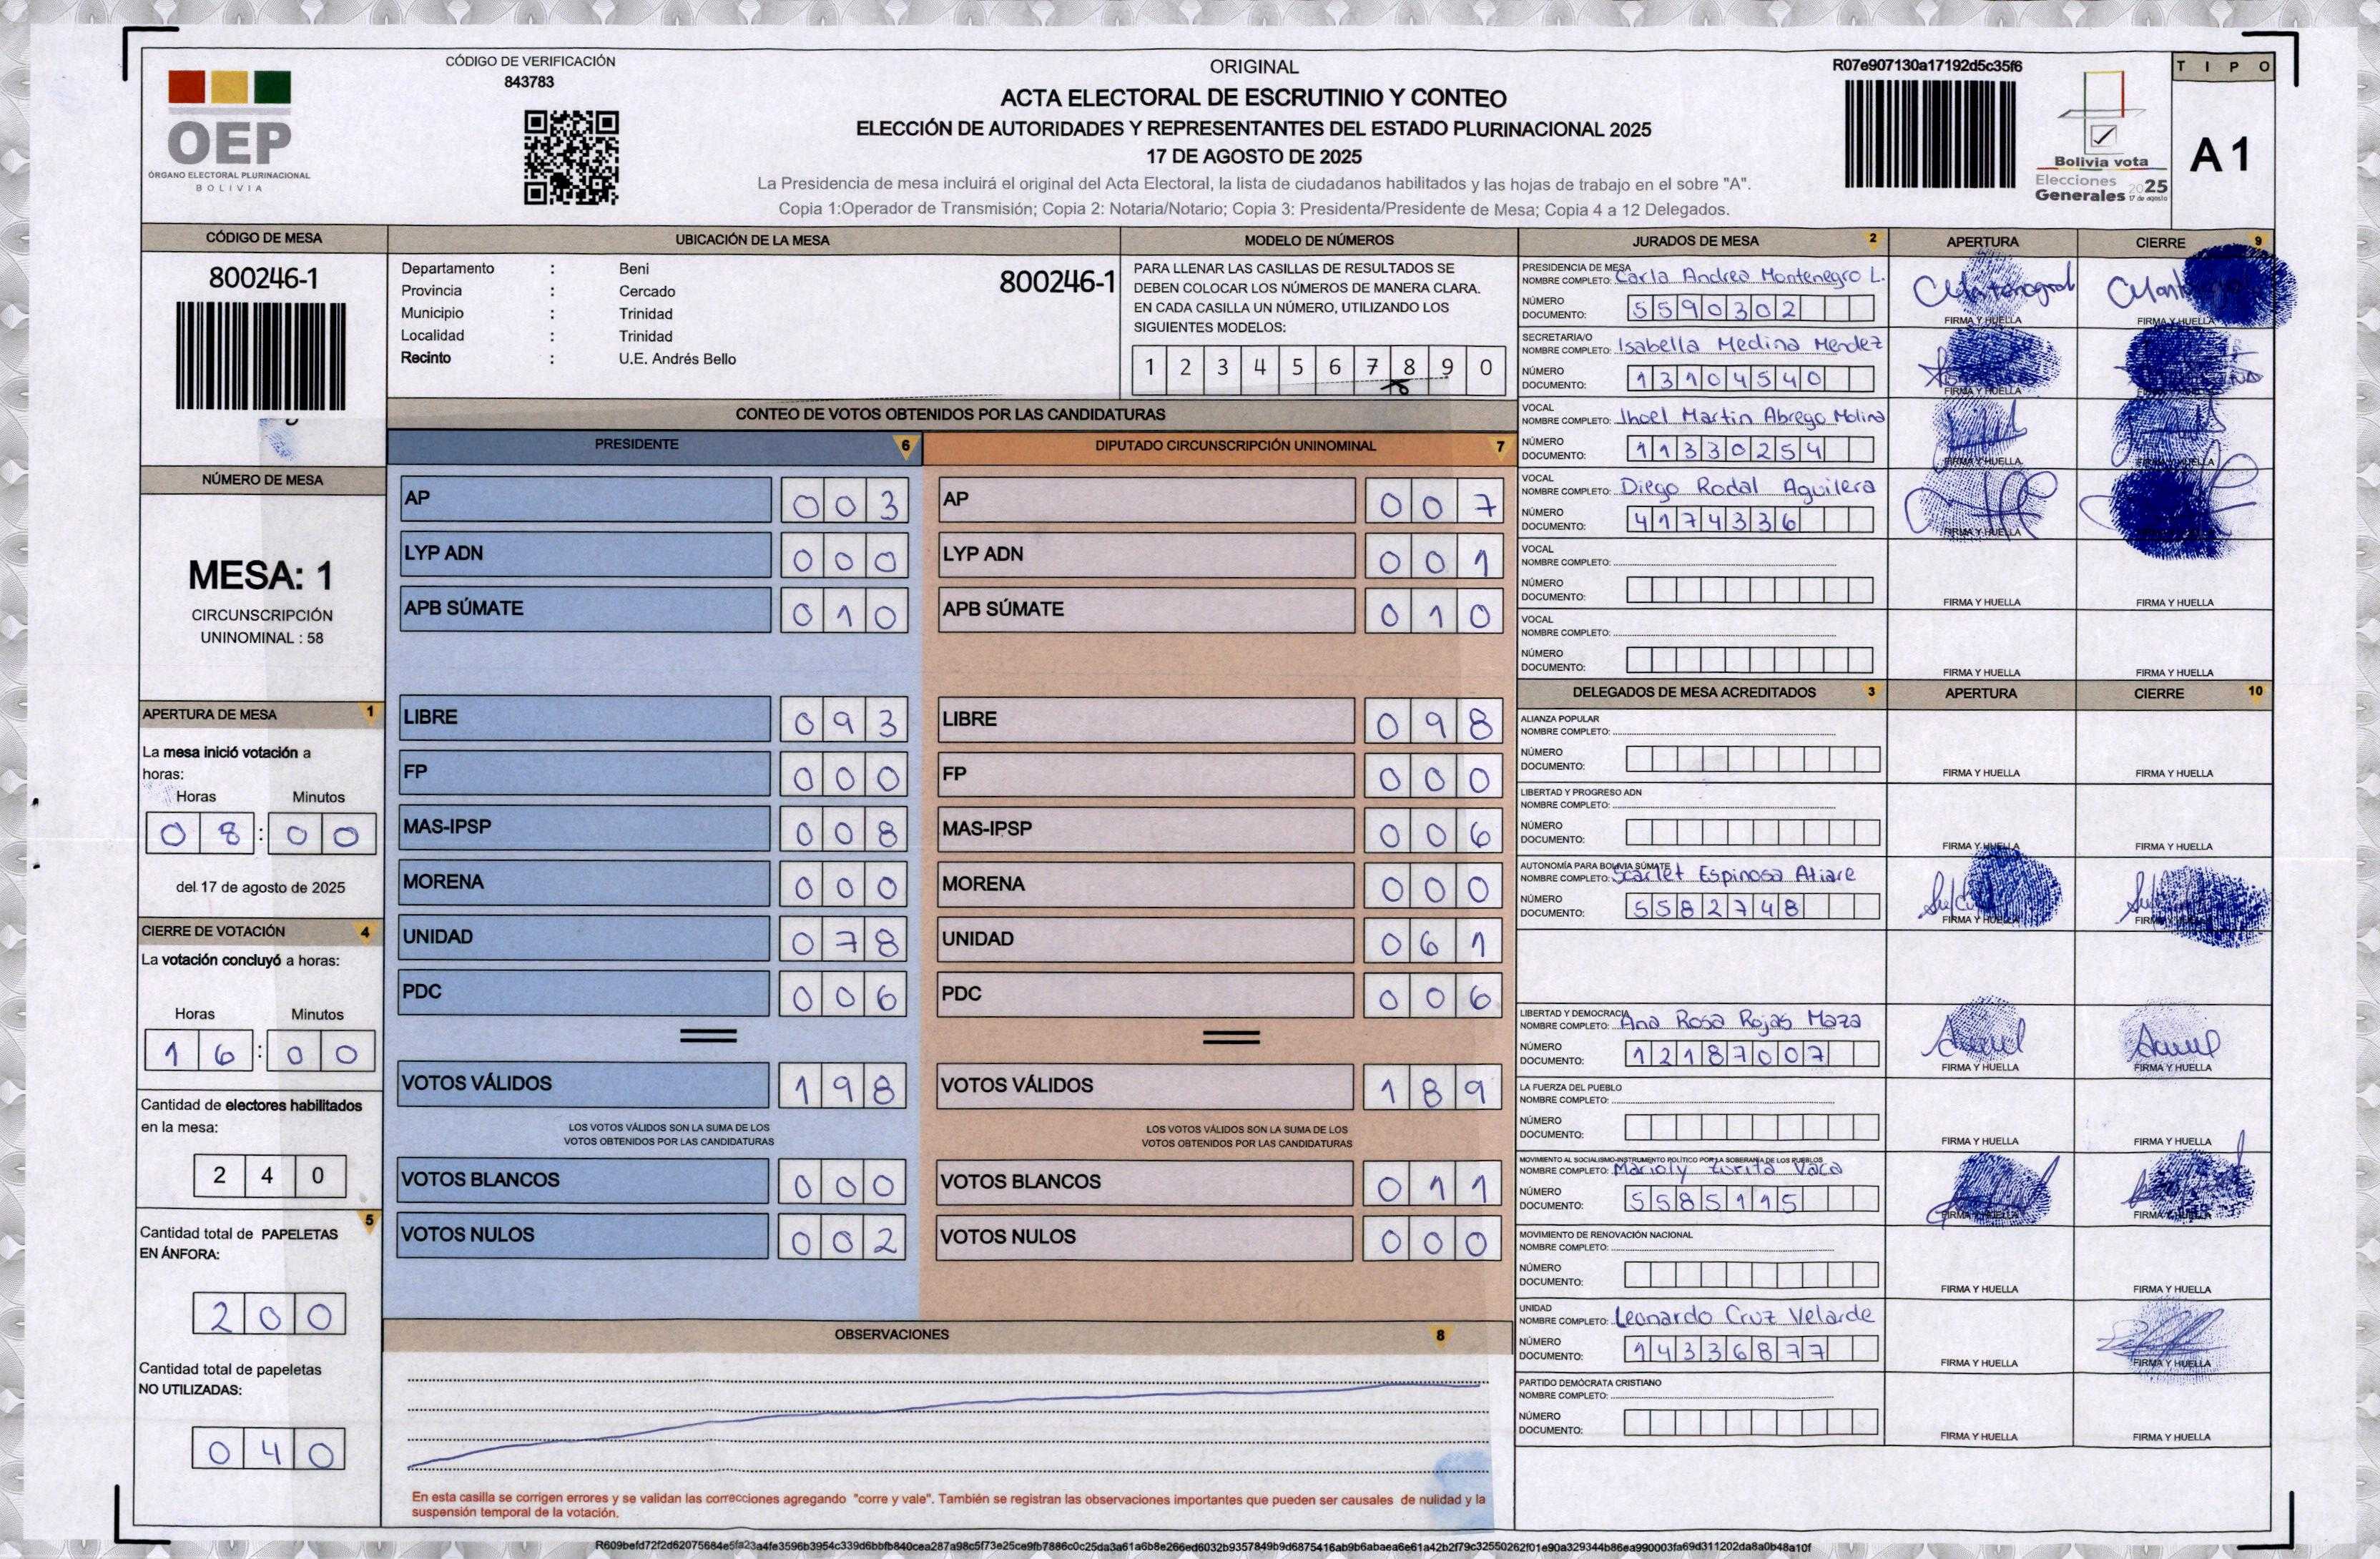 CÓDIGO DE VERIFICACIÓN
843783
OEP
ÓRGANO ELECTORAL PLURINACIONAL
BOLIVIA
ORIGINAL
ACTA ELECTORAL DE ESCRUTINIO Y CONTEO
ELECCIÓN DE AUTORIDADES Y REPRESENTANTES DEL ESTADO PLURINACIONAL 2025
17 DE AGOSTO DE 2025
La Presidencia de mesa incluirá el original del Acta Electoral, la lista de ciudadanos habilitados y las hojas de trabajo en el sobre "A".
Copia 1:Operador de Transmisión; Copia 2: Notaria/Notario; Copia 3: Presidenta/Presidente de Mesa; Copia 4 a 12 Delegados.
R07e907130a17192d5c35f6
Bolivia vota
Elecciones
Generales 2025
17 de agosto
TIPO
A1
CÓDIGO DE MESA
800246-1
UBICACIÓN DE LA MESA
Departamento : Beni
Provincia : Cercado
Municipio : Trinidad
Localidad : Trinidad
Recinto : U.E. Andrés Bello
800246-1
MODELO DE NÚMEROS
PARA LLENAR LAS CASILLAS DE RESULTADOS SE
DEBEN COLOCAR LOS NÚMEROS DE MANERA CLARA.
EN CADA CASILLA UN NÚMERO, UTILIZANDO LOS
SIGUIENTES MODELOS:
1 2 3 4 5 6 7 8 9 0
NÚMERO DE MESA
MESA: 1
CIRCUNSCRIPCIÓN
UNINOMINAL : 58
APERTURA DE MESA 1
La mesa inició votación a
horas:
Horas Minutos
08:00
del 17 de agosto de 2025
CIERRE DE VOTACIÓN 4
La votación concluyó a horas:
Horas Minutos
16:00
Cantidad de electores habilitados
en la mesa:
240
5
Cantidad total de PAPELETAS
EN ÁNFORA:
200
Cantidad total de papeletas
NO UTILIZADAS:
040
CONTEO DE VOTOS OBTENIDOS POR LAS CANDIDATURAS
PRESIDENTE 6
AP 003
LYP ADN 000
APB SÚMATE 010
LIBRE 093
FP 000
MAS-IPSP 008
MORENA 000
UNIDAD 078
PDC 006
VOTOS VÁLIDOS 198
LOS VOTOS VÁLIDOS SON LA SUMA DE LOS
VOTOS OBTENIDOS POR LAS CANDIDATURAS
VOTOS BLANCOS 000
VOTOS NULOS 002
DIPUTADO CIRCUNSCRIPCIÓN UNINOMINAL 7
AP 007
LYP ADN 001
APB SÚMATE 010
LIBRE 098
FP 000
MAS-IPSP 006
MORENA 000
UNIDAD 061
PDC 006
VOTOS VÁLIDOS 189
LOS VOTOS VÁLIDOS SON LA SUMA DE LOS
VOTOS OBTENIDOS POR LAS CANDIDATURAS
VOTOS BLANCOS 011
VOTOS NULOS 000
OBSERVACIONES 8
En esta casilla se corrigen errores y se validan las correcciones agregando "corre y vale". También se registran las observaciones importantes que pueden ser causales de nulidad y la
suspensión temporal de la votación.
JURADOS DE MESA 2 APERTURA CIERRE 9
PRESIDENCIA DE MESA
NOMBRE COMPLETO: Carla Andrea Montenegro L.
NÚMERO
DOCUMENTO: 5590302
FIRMA Y HUELLA FIRMA Y HUELLA
SECRETARIA/O
NOMBRE COMPLETO: Isabella Medina Mendez
NÚMERO
DOCUMENTO: 13104540
FIRMA Y HUELLA
VOCAL
NOMBRE COMPLETO: Jhoel Martin Abrego Molina
NÚMERO
DOCUMENTO: 11330254
FIRMA Y HUELLA FIRMA Y HUELLA
VOCAL
NOMBRE COMPLETO: Diego Rodal Aguilera
NÚMERO
DOCUMENTO: 4174336
FIRMA Y HUELLA
VOCAL
NOMBRE COMPLETO:
NÚMERO
DOCUMENTO:
FIRMA Y HUELLA FIRMA Y HUELLA
VOCAL
NOMBRE COMPLETO:
NÚMERO
DOCUMENTO:
FIRMA Y HUELLA FIRMA Y HUELLA
DELEGADOS DE MESA ACREDITADOS 3 APERTURA CIERRE 10
ALIANZA POPULAR
NOMBRE COMPLETO:
NÚMERO
DOCUMENTO:
FIRMA Y HUELLA FIRMA Y HUELLA
LIBERTAD Y PROGRESO ADN
NOMBRE COMPLETO:
NÚMERO
DOCUMENTO:
FIRMA Y HUELLA FIRMA Y HUELLA
AUTONOMÍA PARA BOLIVIA SÚMATE
NOMBRE COMPLETO: Scarlet Espinosa Atiare
NÚMERO
DOCUMENTO: 5582748
FIRMA Y HUELLA FIRMA Y HUELLA
LIBERTAD Y DEMOCRACIA
NOMBRE COMPLETO: Ana Rosa Rojas Maza
NÚMERO
DOCUMENTO: 12187007
FIRMA Y HUELLA FIRMA Y HUELLA
LA FUERZA DEL PUEBLO
NOMBRE COMPLETO:
NÚMERO
DOCUMENTO:
FIRMA Y HUELLA FIRMA Y HUELLA
MOVIMIENTO AL SOCIALISMO-INSTRUMENTO POLÍTICO POR LA SOBERANÍA DE LOS PUEBLOS
NOMBRE COMPLETO: Marioly Zurita Vaca
NÚMERO
DOCUMENTO: 5585115
FIRMA Y HUELLA FIRMA Y HUELLA
MOVIMIENTO DE RENOVACIÓN NACIONAL
NOMBRE COMPLETO:
NÚMERO
DOCUMENTO:
FIRMA Y HUELLA FIRMA Y HUELLA
UNIDAD
NOMBRE COMPLETO: Leonardo Cruz Velarde
NÚMERO
DOCUMENTO: 14336877
FIRMA Y HUELLA FIRMA Y HUELLA
PARTIDO DEMÓCRATA CRISTIANO
NOMBRE COMPLETO:
NÚMERO
DOCUMENTO:
FIRMA Y HUELLA FIRMA Y HUELLA